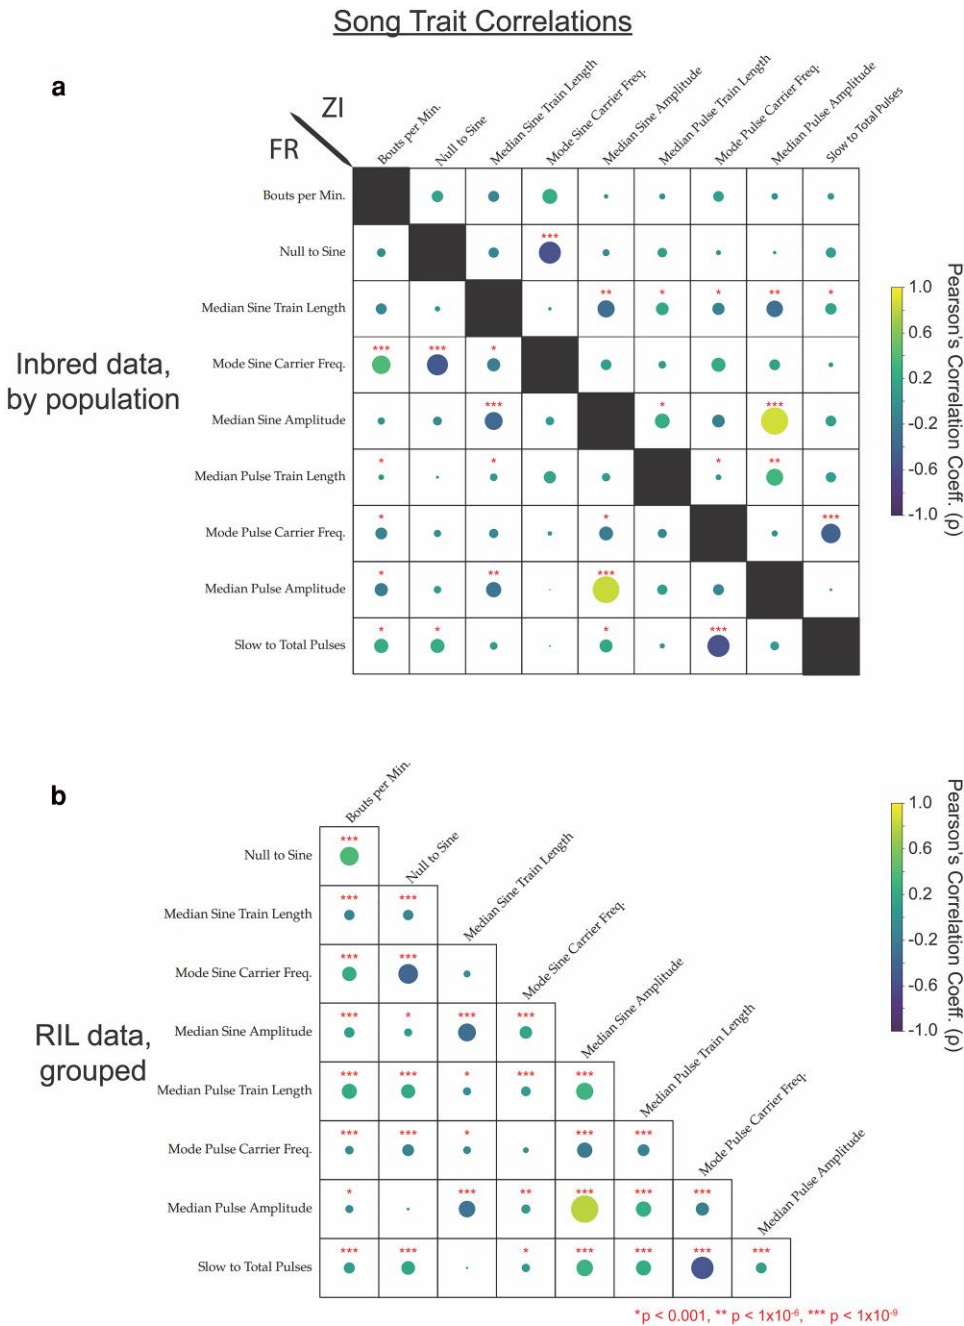 Song Trait Correlations
a
ZI
FR
Bouts per Min.
Null to Sine
Median Sine Train Length
Mode Sine Carrier Freq.
Median Sine Amplitude
Median Pulse Train Length
Mode Pulse Carrier Freq.
Median Pulse Amplitude
Slow to Total Pulses
Inbred data,
by population
Bouts per Min.
Null to Sine
***
Median Sine Train Length
** * * ** *
Mode Sine Carrier Freq.
*** *** *
Median Sine Amplitude
*** * ***
Median Pulse Train Length
* * * **
Mode Pulse Carrier Freq.
* * ***
Median Pulse Amplitude
* ** ***
Slow to Total Pulses
* * * ***
1.0
0.6
0.2
-0.2
-0.6
-1.0
Pearson's Correlation Coeff. (ρ)
b
RIL data,
grouped
Bouts per Min.
Null to Sine
Median Sine Train Length
Mode Sine Carrier Freq.
Median Sine Amplitude
Median Pulse Train Length
Mode Pulse Carrier Freq.
Median Pulse Amplitude
Null to Sine
***
Median Sine Train Length
*** ***
Mode Sine Carrier Freq.
*** ***
Median Sine Amplitude
*** * *** ***
Median Pulse Train Length
*** *** * *** ***
Mode Pulse Carrier Freq.
*** *** * *** ***
Median Pulse Amplitude
* *** ** *** *** ***
Slow to Total Pulses
*** *** * *** *** *** ***
1.0
0.6
0.2
-0.2
-0.6
-1.0
Pearson's Correlation Coeff. (ρ)
*p < 0.001, ** p < 1x10⁻⁶, *** p < 1x10⁻⁹